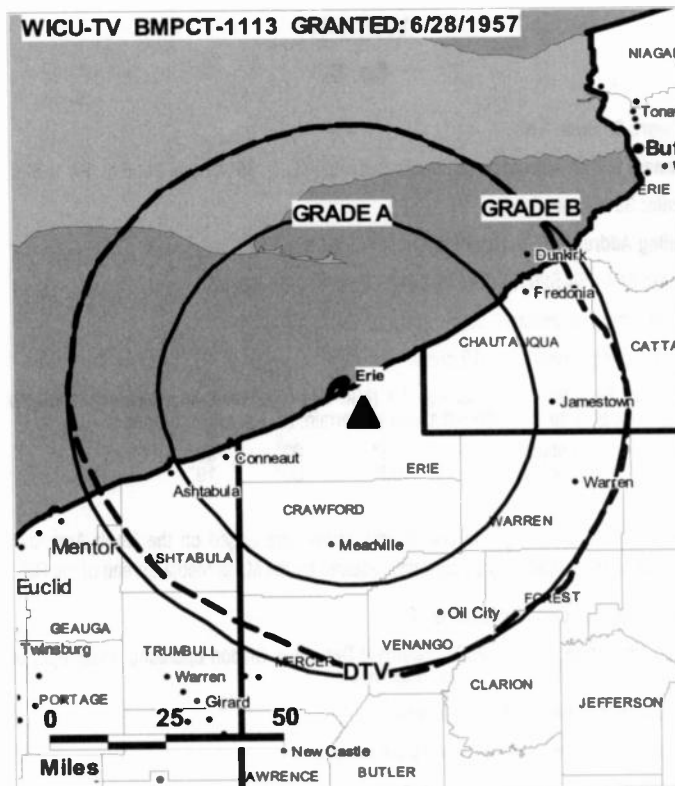 WICU-TV BMPCT-1113 GRANTED: 6/28/1957
NIAGA
Tona
Buf
ERIE
GRADE A
GRADE B
Dunkirk
Fredonia
CHAUTAUQUA
CATTA
Erie
Jamestown
Conneaut
ERIE
Ashtabula
Warren
CRAWFORD
WARREN
Meadville
Mentor
SHTABULA
Euclid
FOREST
Oil City
GEAUGA
VENANGO
Twinsburg
TRUMBULL
MERCER
DTV
Warren
CLARION
PORTAGE
Girard
JEFFERSON
0 25 50
New Castle
Miles
AWRENCE
BUTLER